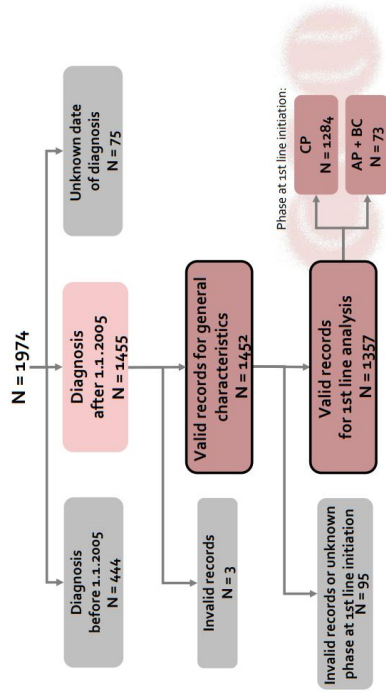 N = 1974
Diagnosis
before 1.1.2005
N = 444
Diagnosis
after 1.1.2005
N = 1455
Unknown date
of diagnosis
N = 75
Invalid records
N = 3
Valid records for general
characteristics
N = 1452
Invalid records or unknown
phase at 1st line initiation
N = 95
Valid records
for 1st line analysis
N = 1357
Phase at 1st line initiation:
CP
N = 1284
AP + BC
N = 73